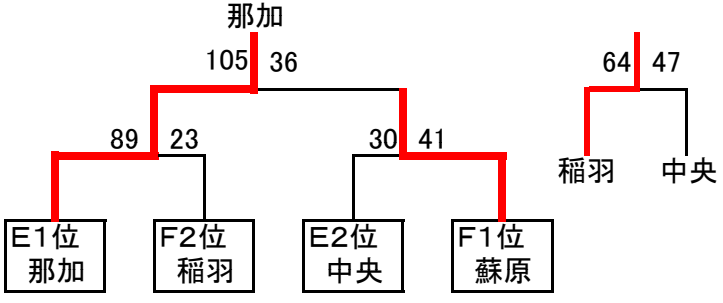 那加
105 36
64 47
89 23
30 41
稲羽 中央
E1位
那加
F2位
稲羽
E2位
中央
F1位
蘇原